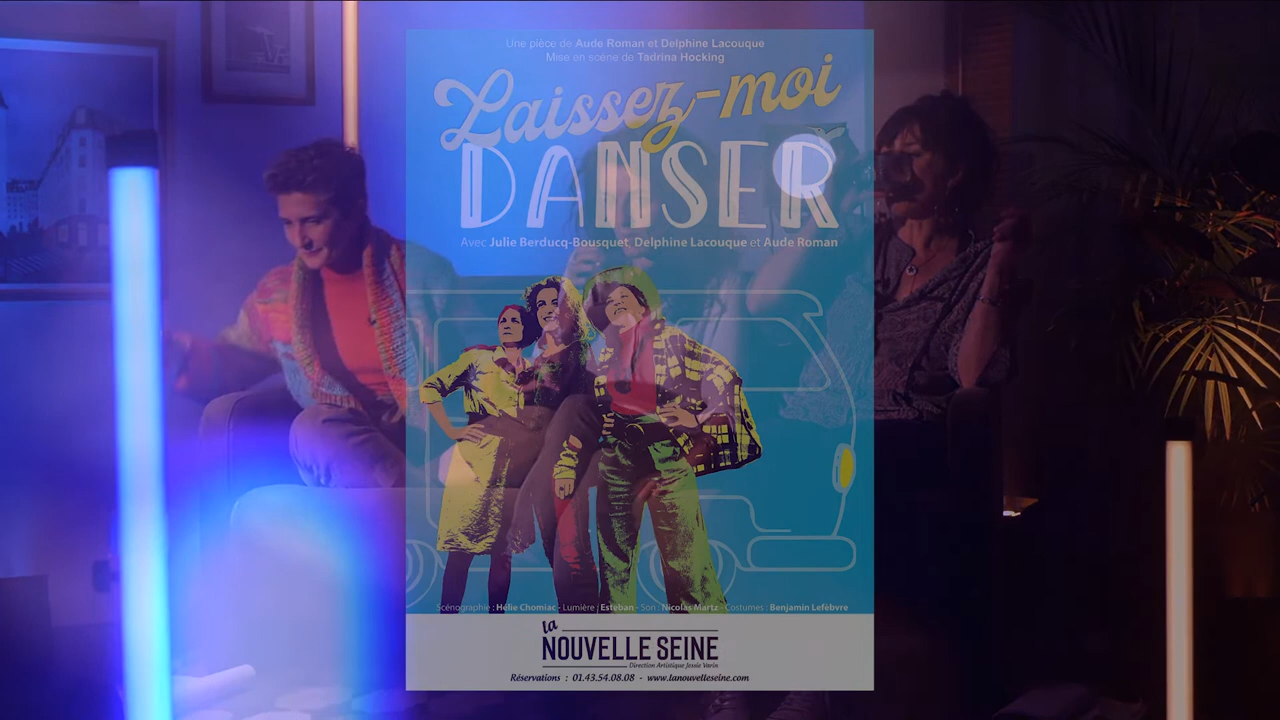 Une pièce de Aude Roman et Delphine Lacouque
Mise en scène de Tadrina Hocking
Laissez-moi
DANSER
Avec Julie Berducq-Bousquet, Delphine Lacouque et Aude Roman
Scénographie : Hélie Chomiac - Lumière : Esteban - Son : Nicolas Martz - Costumes : Benjamin Lefèbvre
la
NOUVELLE SEINE
Direction Artistique Jessie Varin
Réservations : 01.43.54.08.08 - www.lanouvelleseine.com